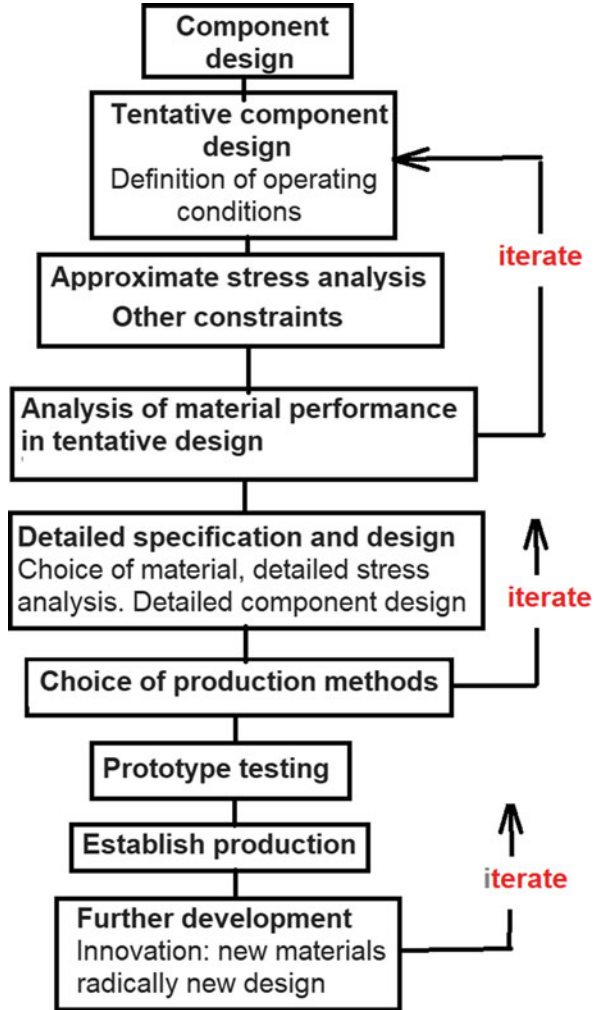 Component
design
Tentative component
design
Definition of operating
conditions
iterate
Approximate stress analysis
Other constraints
Analysis of material performance
in tentative design
Detailed specification and design
Choice of material, detailed stress
analysis. Detailed component design
iterate
Choice of production methods
Prototype testing
Establish production
iterate
Further development
Innovation: new materials
radically new design